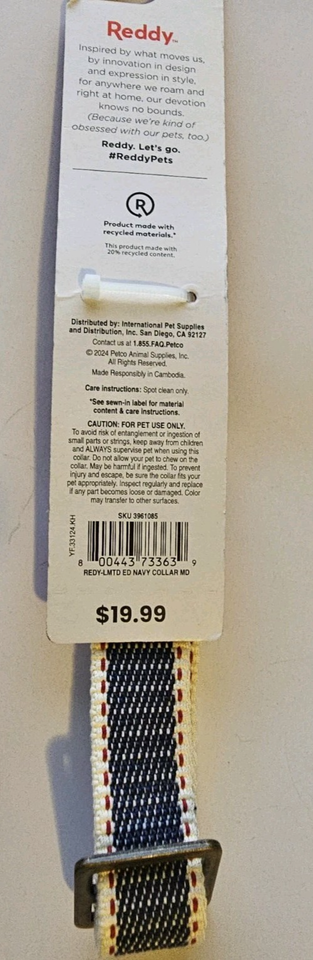 Reddy™
Inspired by what moves us,
by innovation in design
and expression in style,
for anywhere we roam and
right at home, our devotion
knows no bounds.
(Because we're kind of
obsessed with our pets, too.)
Reddy. Let's go.
#ReddyPets
R
Product made with
recycled materials.*
This product made with
20% recycled content.
Distributed by: International Pet Supplies
and Distribution, Inc. San Diego, CA 92127
Contact us at 1.855.FAQ.Petco
© 2024 Petco Animal Supplies, Inc.
All Rights Reserved.
Made Responsibly in Cambodia.
Care instructions: Spot clean only.
*See sewn-in label for material
content & care instructions.
CAUTION: FOR PET USE ONLY.
To avoid risk of entanglement or ingestion of
small parts or strings, keep away from children
and ALWAYS supervise pet when using this
collar. Do not allow your pet to chew on the
collar. May be harmful if ingested. To prevent
injury and escape, be sure the collar fits your
pet appropriately. Inspect regularly and replace
if any part becomes loose or damaged. Color
may transfer to other surfaces.
SKU 3961085
YF.33124.KH
8 00443 73363 9
REDY-LMTD ED NAVY COLLAR MD
$19.99